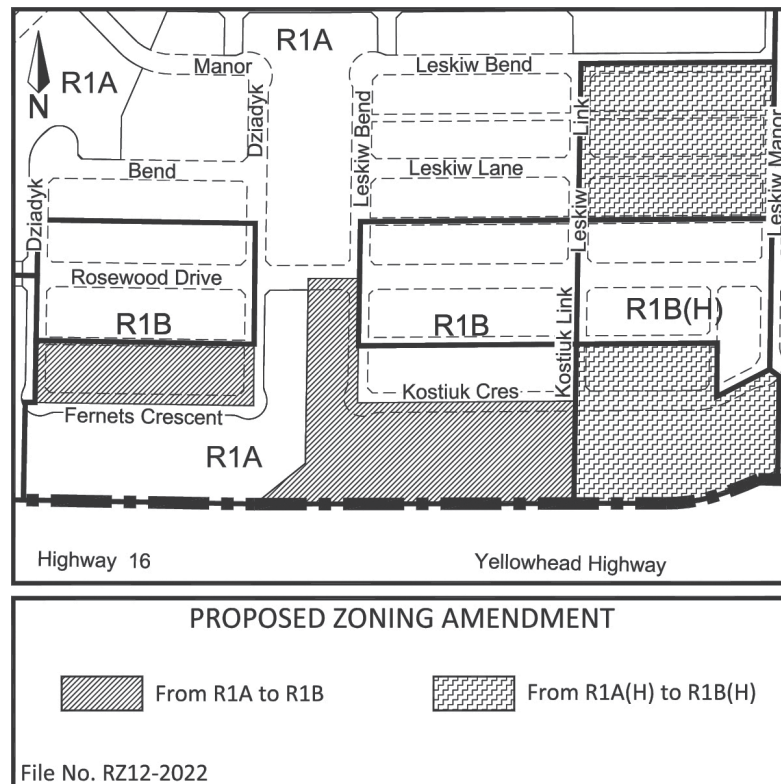 R1A
Manor
Leskiw Bend
R1A
N
Dziadyk
Leskiw Bend
Link
Leskiw Manor
Bend
Leskiw Lane
Dziadyk
Leskiw
Rosewood Drive
R1B
R1B
R1B(H)
Kostiuk Link
Kostiuk Cres
Fernets Crescent
R1A
Highway 16
Yellowhead Highway
PROPOSED ZONING AMENDMENT
From R1A to R1B
From R1A(H) to R1B(H)
File No. RZ12-2022